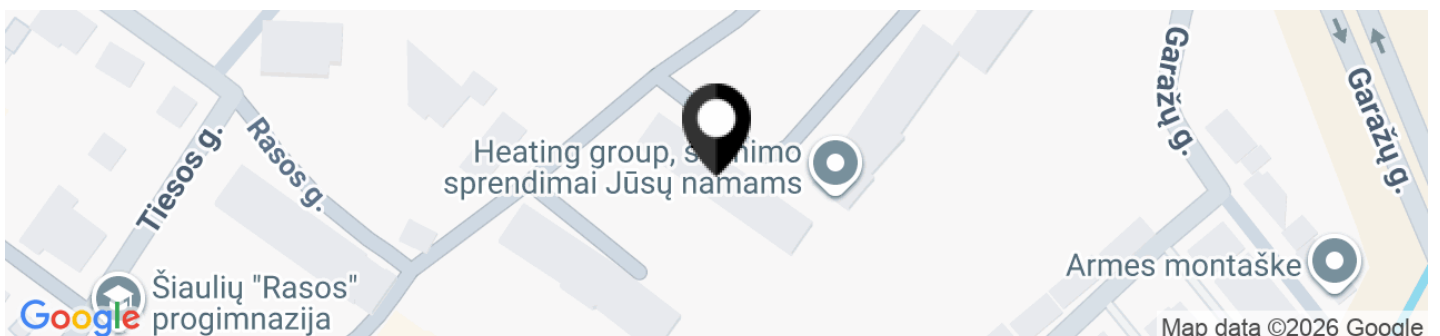 Tiesos g.
Rasos g.
Heating group, š
nimo
sprendimai Jūsų namams
Garažų g.
Garažų g.
Armes montaške
Šiaulių "Rasos"
progimnazija
Google
Map data ©2026 Google